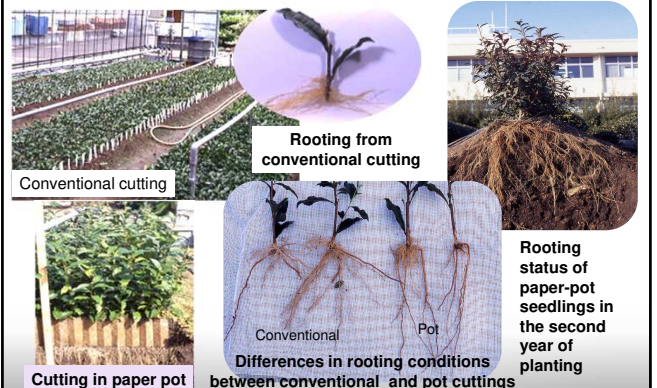 Rooting from
conventional cutting
Conventional cutting
Rooting
status of
paper-pot
seedlings in
the second
year of
planting
Conventional
Pot
Differences in rooting conditions
between conventional and pot cuttings
Cutting in paper pot